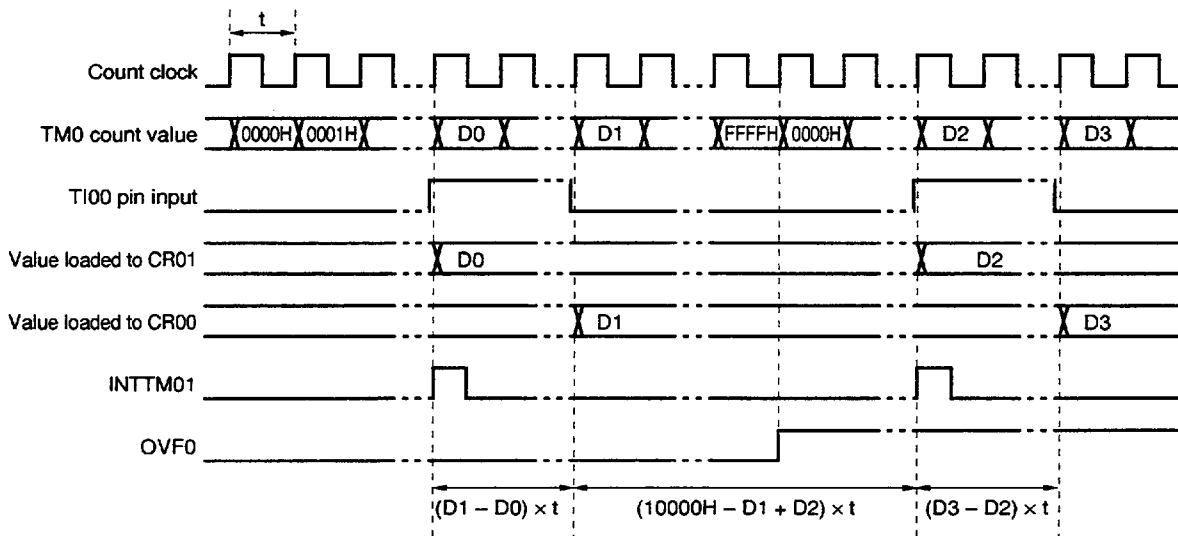 t
Count clock
TM0 count value 0000H 0001H D0 D1 FFFFH 0000H D2 D3
TI00 pin input
Value loaded to CR01 D0 D2
Value loaded to CR00 D1 D3
INTTM01
OVF0
(D1 – D0) × t (10000H – D1 + D2) × t (D3 – D2) × t